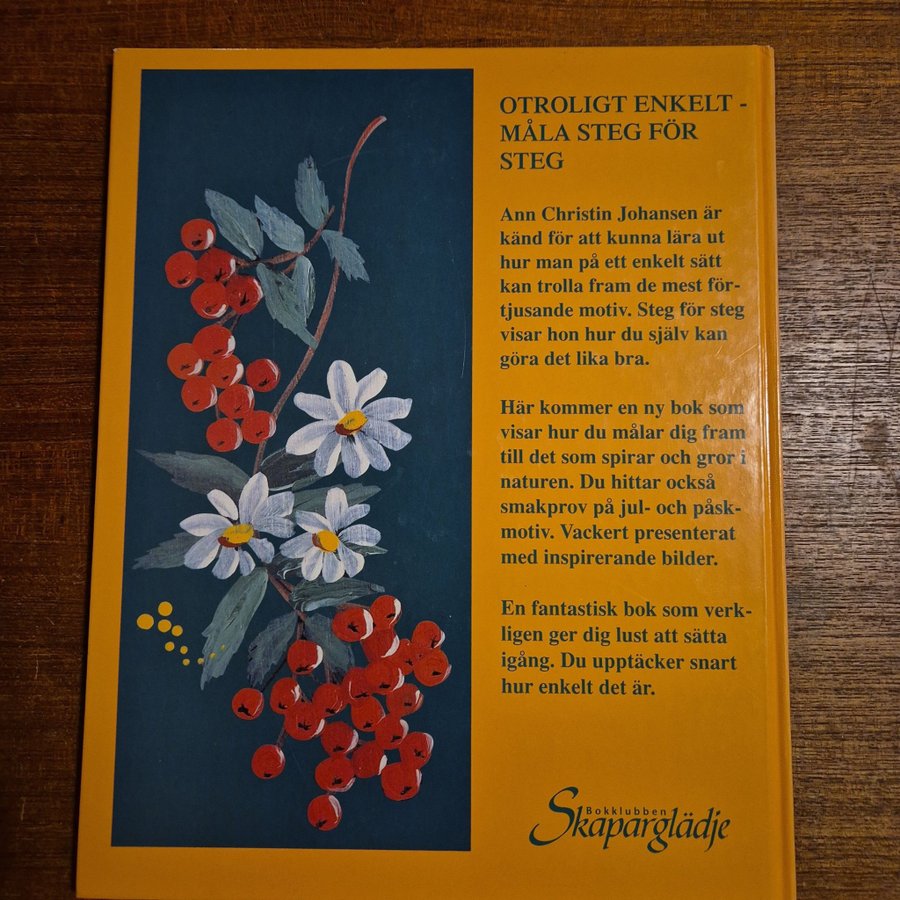 OTROLIGT ENKELT -
MÅLA STEG FÖR
STEG
Ann Christin Johansen är
känd för att kunna lära ut
hur man på ett enkelt sätt
kan trolla fram de mest för-
tjusande motiv. Steg för steg
visar hon hur du själv kan
göra det lika bra.
Här kommer en ny bok som
visar hur du målar dig fram
till det som spirar och gror i
naturen. Du hittar också
smakprov på jul- och påsk-
motiv. Vackert presenterat
med inspirerande bilder.
En fantastisk bok som verk-
ligen ger dig lust att sätta
igång. Du upptäcker snart
hur enkelt det är.
Bokklubben
Skaparglädje